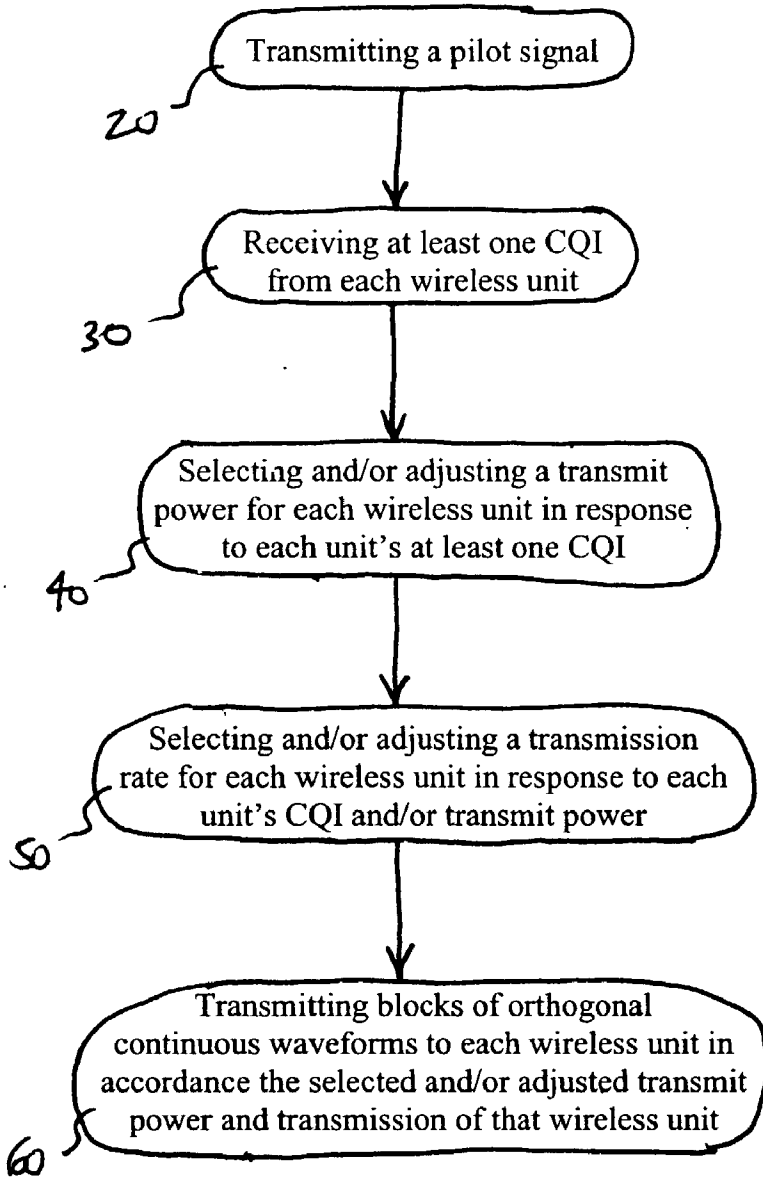 Transmitting a pilot signal
20
Receiving at least one CQI
from each wireless unit
30
Selecting and/or adjusting a transmit
power for each wireless unit in response
to each unit's at least one CQI
40
Selecting and/or adjusting a transmission
rate for each wireless unit in response to each
unit's CQI and/or transmit power
50
Transmitting blocks of orthogonal
continuous waveforms to each wireless unit in
accordance the selected and/or adjusted transmit
power and transmission of that wireless unit
60